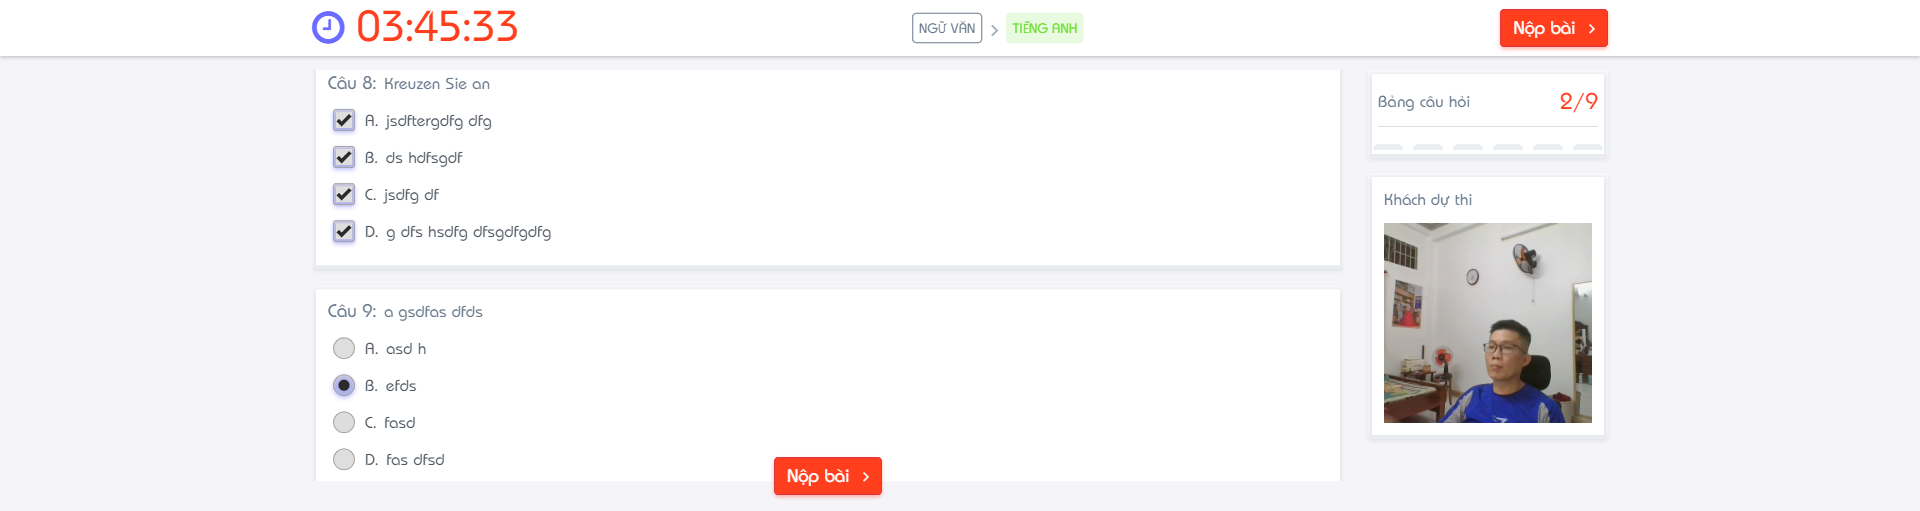 03:45:33
NGỮ VĂN
TIẾNG ANH
Nộp bài
Câu 8: Kreuzen Sie an
A. jsdftergdfg dfg
B. ds hdfsgdf
C. jsdfg df
D. g dfs hsdfg dfsgdfgdfg
Câu 9: a gsdfas dfds
A. asd h
B. efds
C. fasd
D. fas dfsd
Nộp bài
Bảng câu hỏi 2/9
Khách dự thi